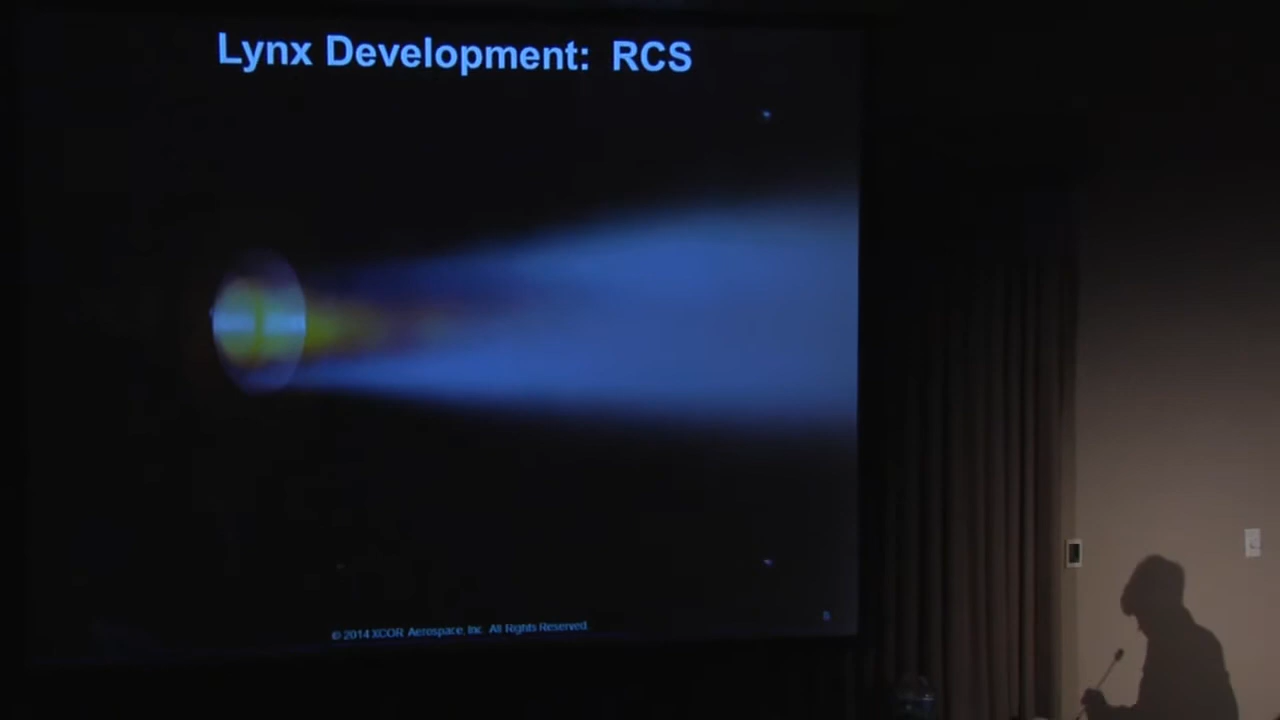 Lynx Development: RCS
© 2014 XCOR Aerospace, Inc. All Rights Reserved